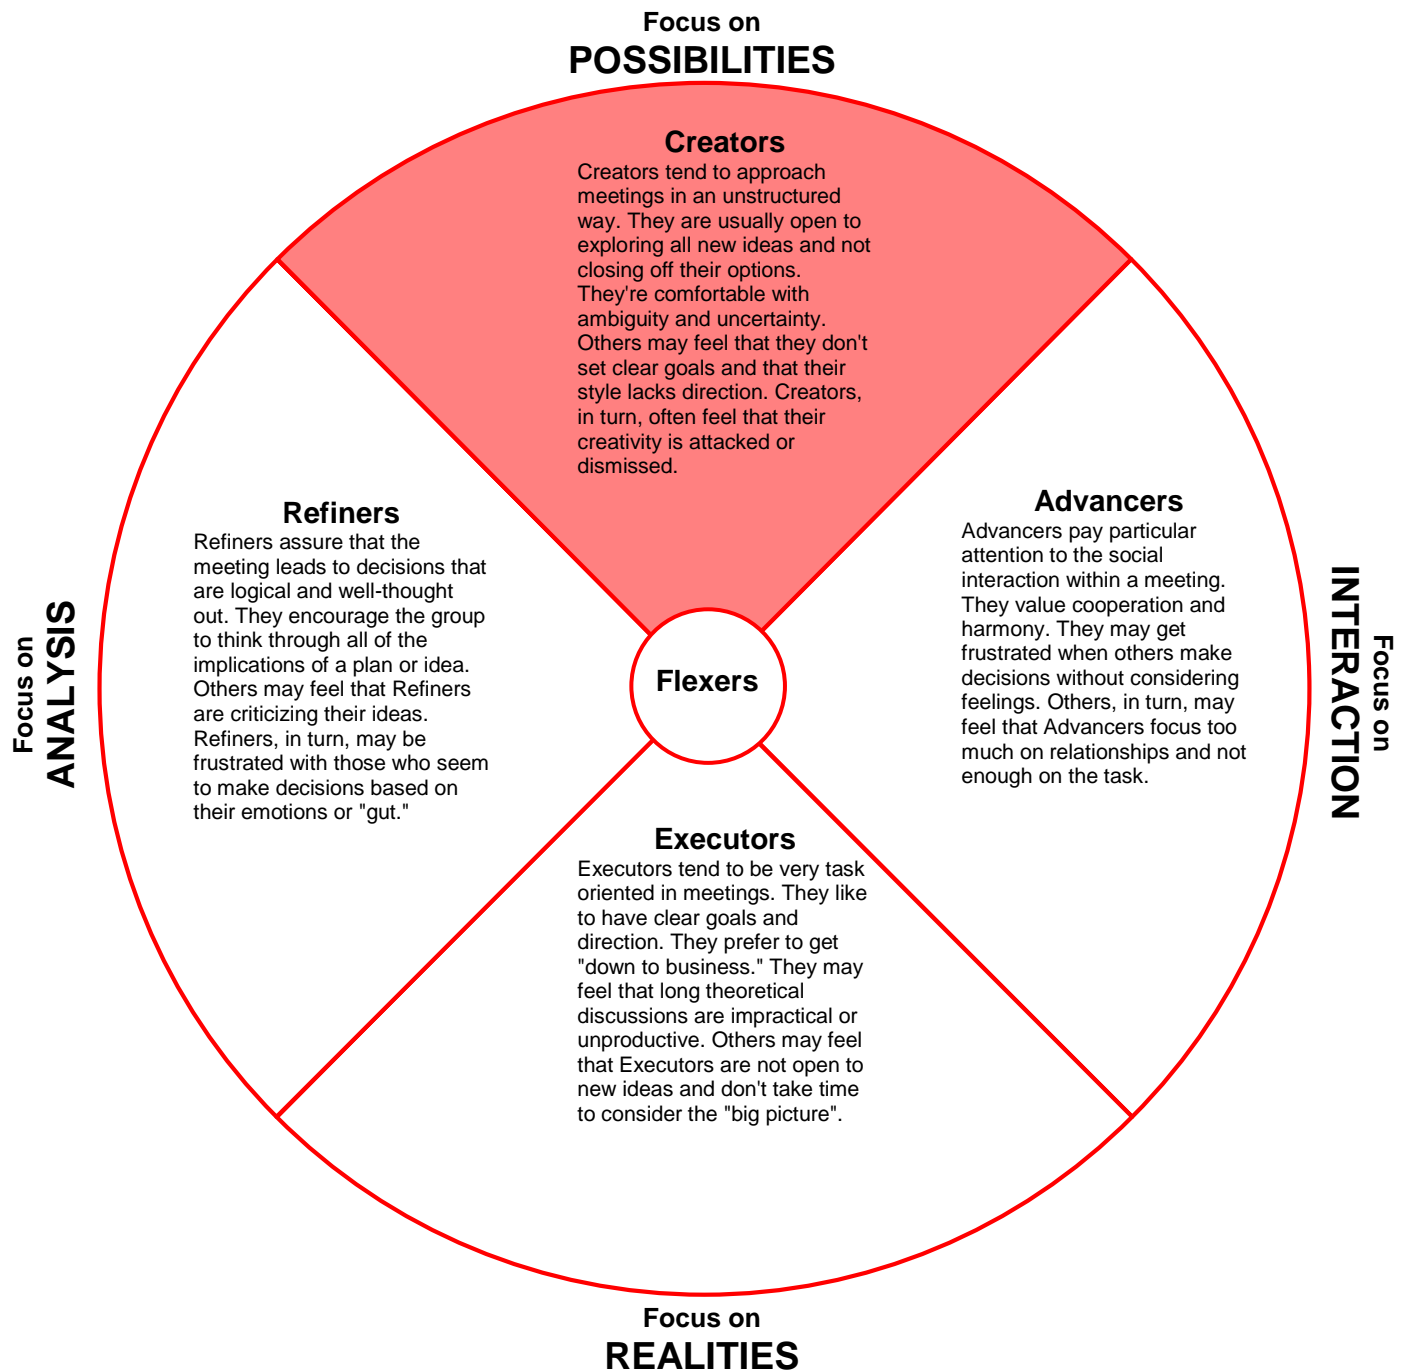 Focus on
POSSIBILITIES
Creators
Creators tend to approach
meetings in an unstructured
way. They are usually open to
exploring all new ideas and not
closing off their options.
They're comfortable with
ambiguity and uncertainty.
Others may feel that they don't
set clear goals and that their
style lacks direction. Creators,
in turn, often feel that their
creativity is attacked or
dismissed.
Focus on
ANALYSIS
Refiners
Refiners assure that the
meeting leads to decisions that
are logical and well-thought
out. They encourage the group
to think through all of the
implications of a plan or idea.
Others may feel that Refiners
are criticizing their ideas.
Refiners, in turn, may be
frustrated with those who seem
to make decisions based on
their emotions or "gut."
Flexers
Advancers
Advancers pay particular
attention to the social
interaction within a meeting.
They value cooperation and
harmony. They may get
frustrated when others make
decisions without considering
feelings. Others, in turn, may
feel that Advancers focus too
much on relationships and not
enough on the task.
Focus on
INTERACTION
Executors
Executors tend to be very task
oriented in meetings. They like
to have clear goals and
direction. They prefer to get
"down to business." They may
feel that long theoretical
discussions are impractical or
unproductive. Others may feel
that Executors are not open to
new ideas and don't take time
to consider the "big picture".
Focus on
REALITIES